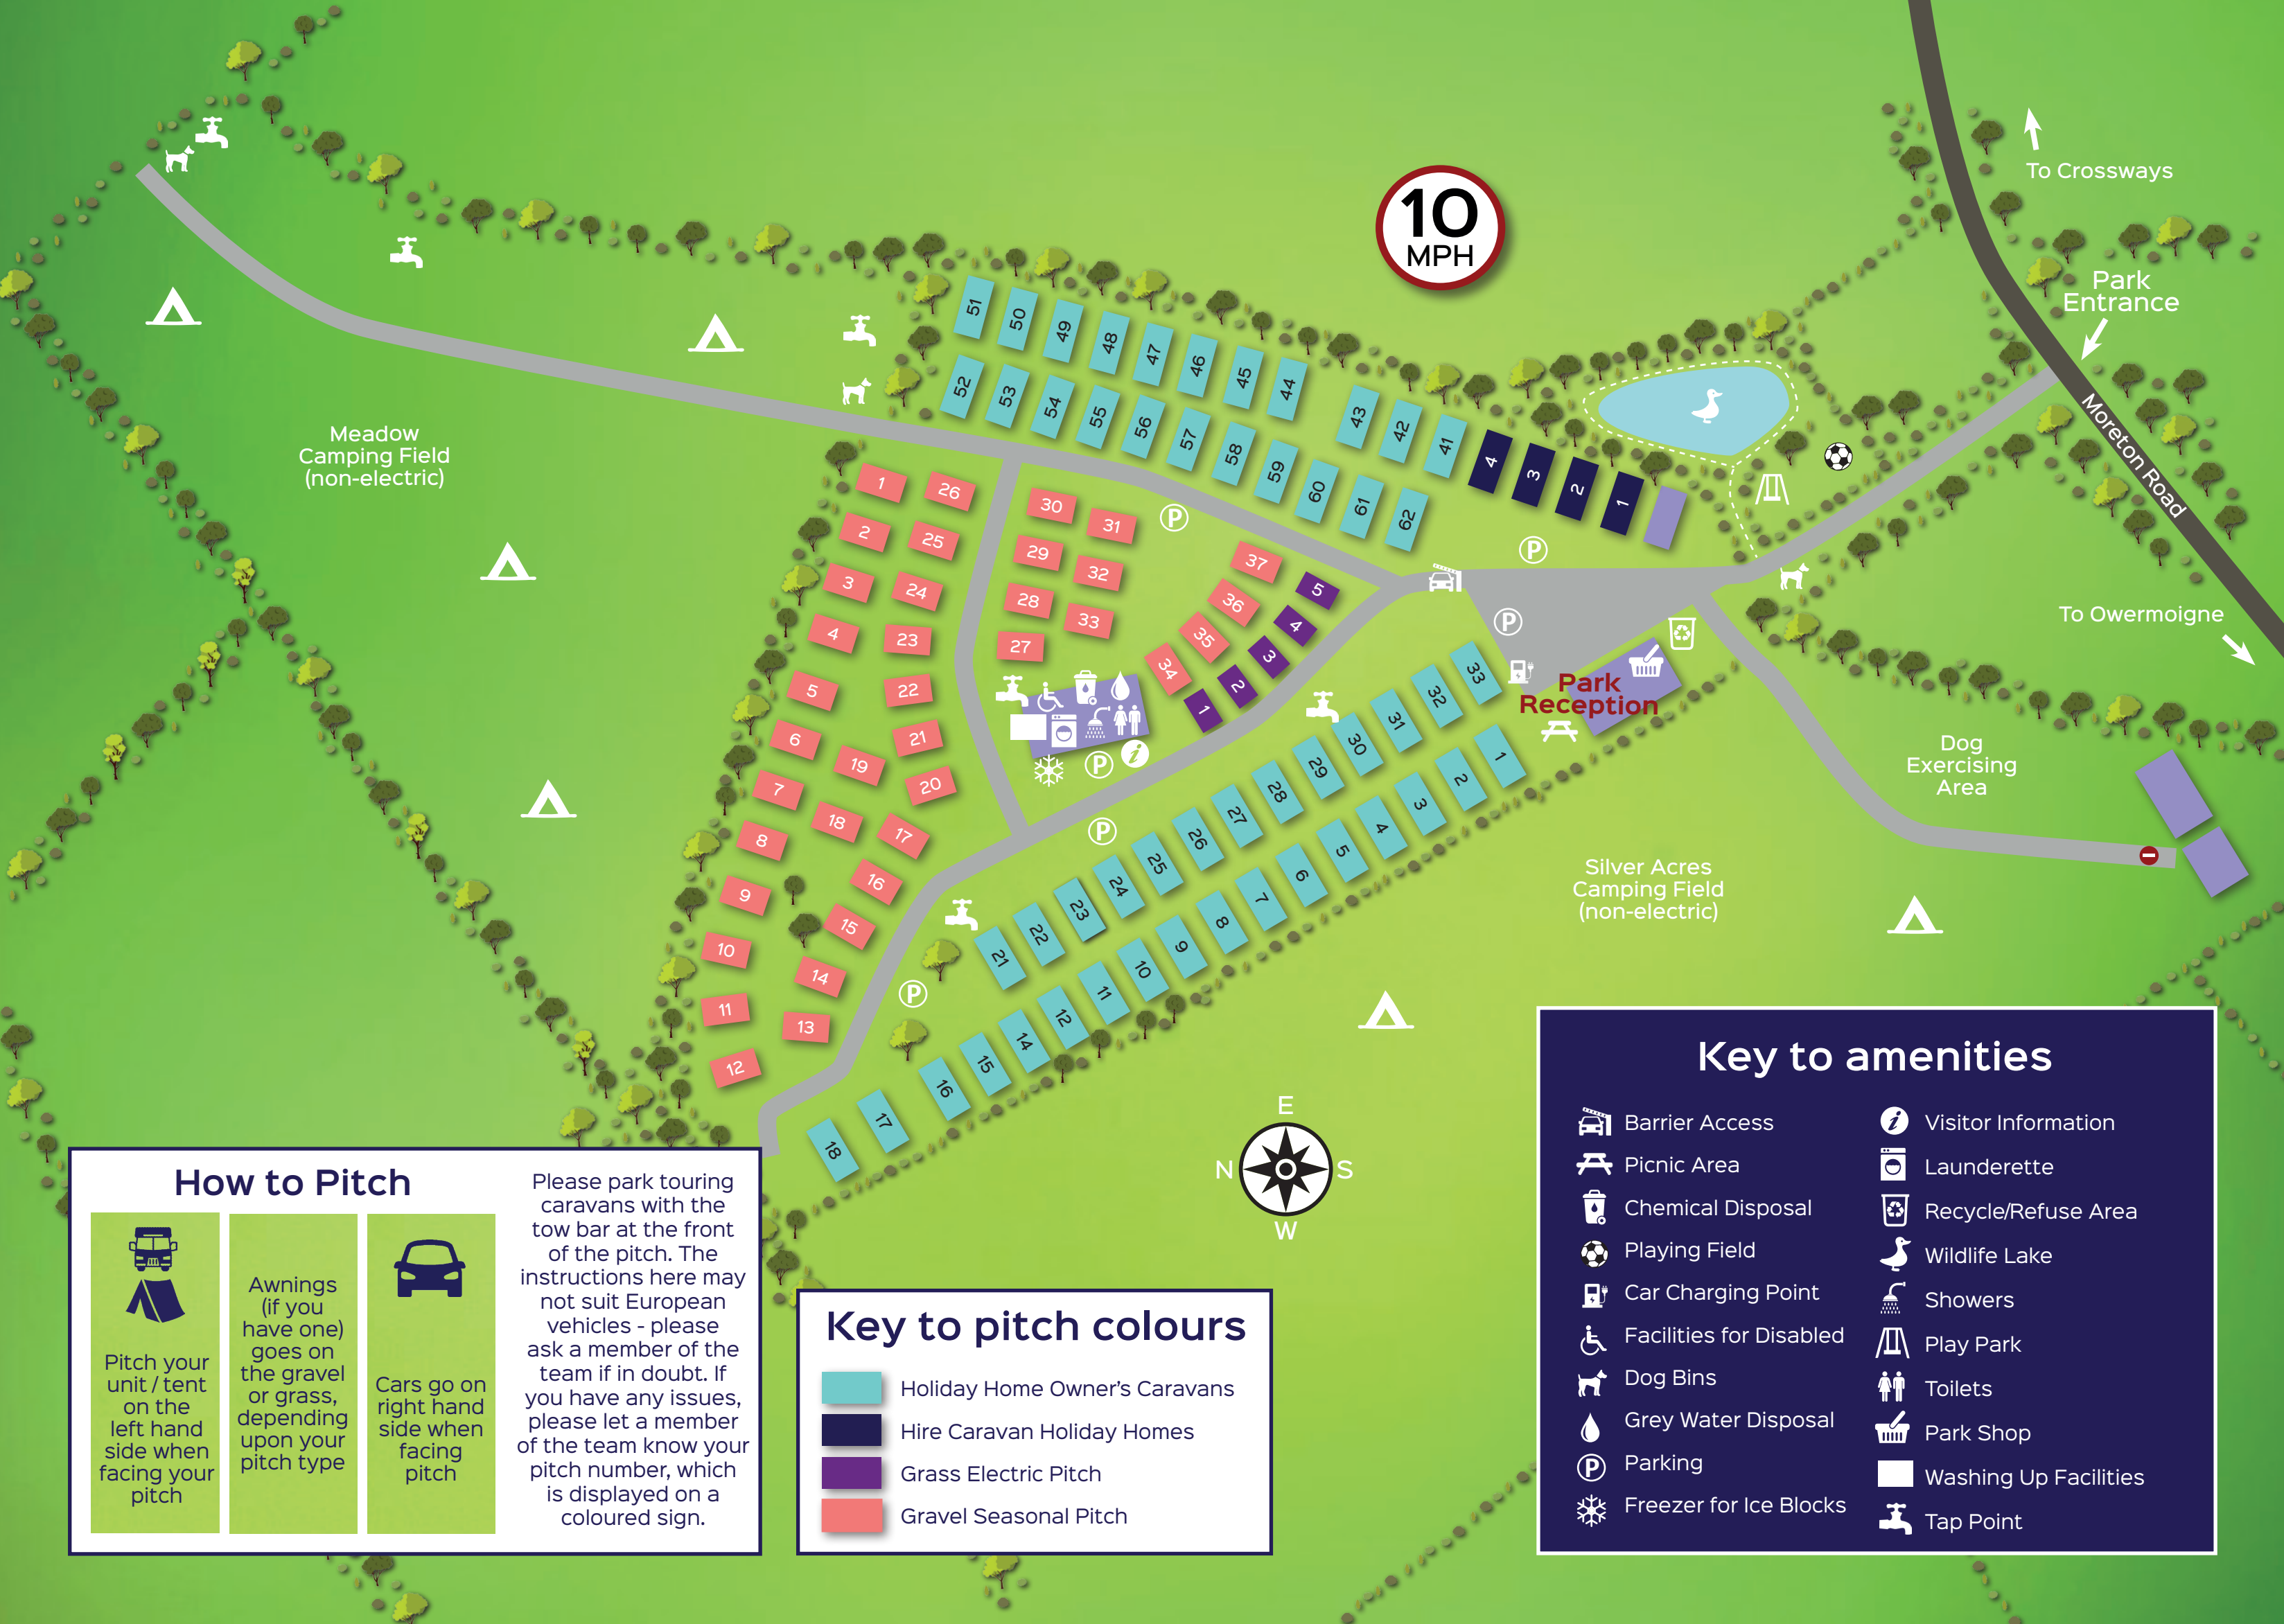 10
MPH
To Crossways
Park
Entrance
Moreton Road
To Owermoigne
Meadow
Camping Field
(non-electric)
51
50
49
48
47
46
45
44
43
42
41
4
3
2
1
52
53
54
55
56
57
58
59
60
61
62
1
26
2
25
3
24
4
23
5
22
6
21
19
7
20
18
8
17
16
9
15
10
14
11
13
12
30
31
29
32
28
33
27
37
36
35
34
5
4
3
2
1
P
P
P
P
P
P
i
Park
Reception
33
32
31
30
29
28
27
26
25
24
23
22
21
1
2
3
4
5
6
7
8
9
10
11
12
14
15
16
17
18
Dog
Exercising
Area
Silver Acres
Camping Field
(non-electric)
E
N
S
W
How to Pitch
Pitch your
unit / tent
on the
left hand
side when
facing your
pitch
Awnings
(if you
have one)
goes on
the gravel
or grass,
depending
upon your
pitch type
Cars go on
right hand
side when
facing
pitch
Please park touring
caravans with the
tow bar at the front
of the pitch. The
instructions here may
not suit European
vehicles - please
ask a member of the
team if in doubt. If
you have any issues,
please let a member
of the team know your
pitch number, which
is displayed on a
coloured sign.
Key to pitch colours
Holiday Home Owner's Caravans
Hire Caravan Holiday Homes
Grass Electric Pitch
Gravel Seasonal Pitch
Key to amenities
Barrier Access
Picnic Area
Chemical Disposal
Playing Field
Car Charging Point
Facilities for Disabled
Dog Bins
Grey Water Disposal
P Parking
Freezer for Ice Blocks
i Visitor Information
Launderette
Recycle/Refuse Area
Wildlife Lake
Showers
Play Park
Toilets
Park Shop
Washing Up Facilities
Tap Point